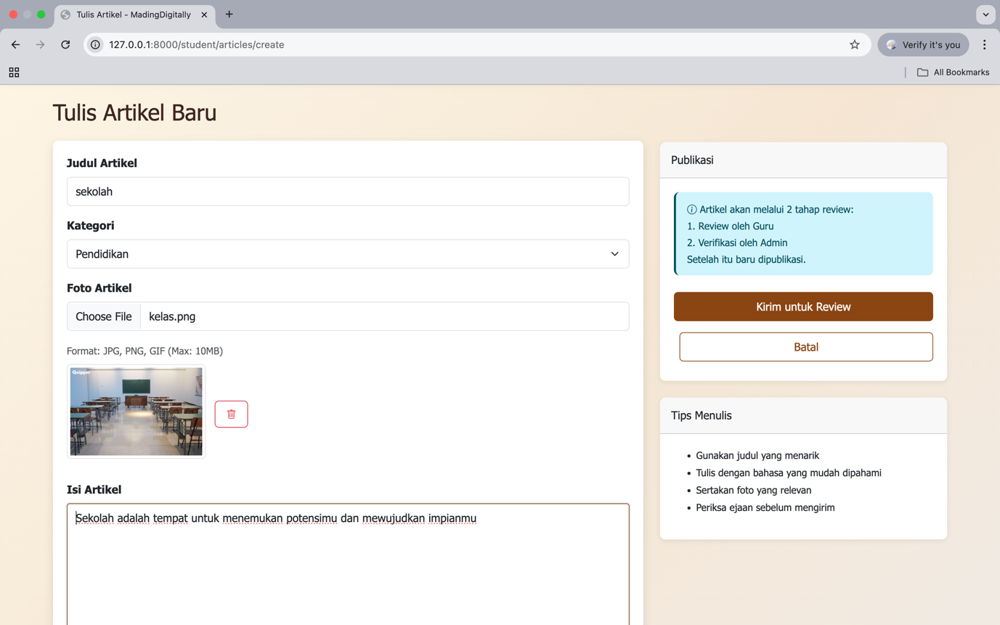 Tulis Artikel - MadingDigitally
127.0.0.1:8000/student/articles/create
Verify it's you
All Bookmarks
Tulis Artikel Baru
Judul Artikel
sekolah
Kategori
Pendidikan
Foto Artikel
Choose File kelas.png
Format: JPG, PNG, GIF (Max: 10MB)
Quipper
Isi Artikel
Sekolah adalah tempat untuk menemukan potensimu dan mewujudkan impianmu
Publikasi
Artikel akan melalui 2 tahap review:
1. Review oleh Guru
2. Verifikasi oleh Admin
Setelah itu baru dipublikasi.
Kirim untuk Review
Batal
Tips Menulis
• Gunakan judul yang menarik
• Tulis dengan bahasa yang mudah dipahami
• Sertakan foto yang relevan
• Periksa ejaan sebelum mengirim